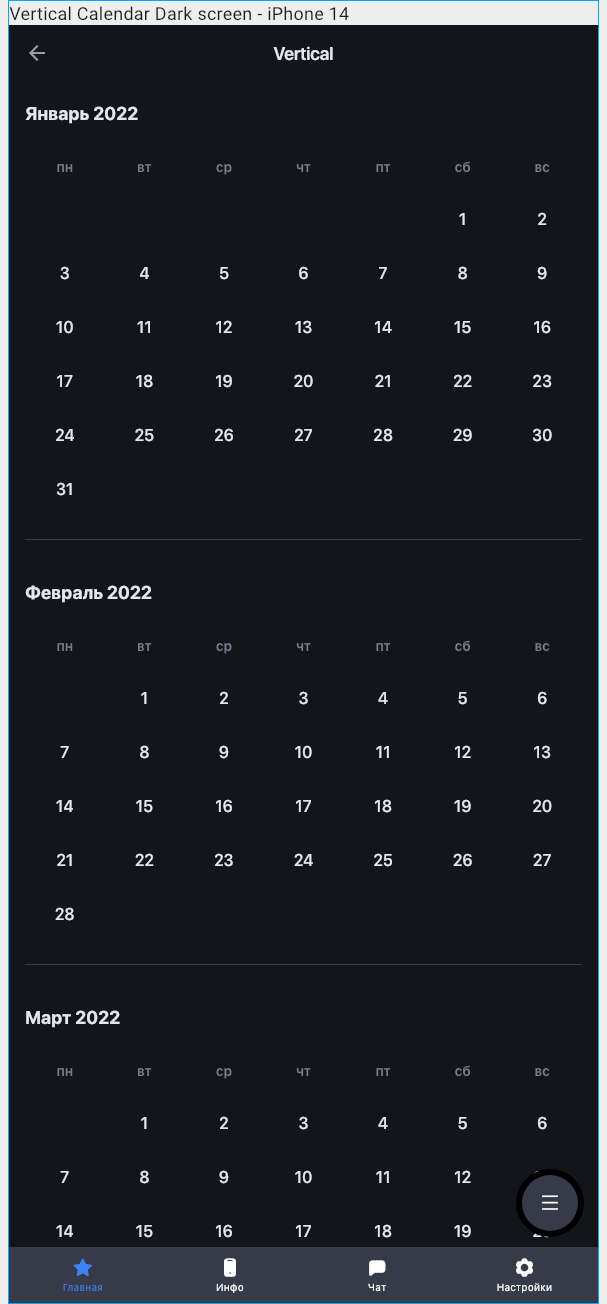 Vertical Calendar Dark screen - iPhone 14
Vertical
Январь 2022
пн вт ср чт пт сб вс
1 2
3 4 5 6 7 8 9
10 11 12 13 14 15 16
17 18 19 20 21 22 23
24 25 26 27 28 29 30
31
Февраль 2022
пн вт ср чт пт сб вс
1 2 3 4 5 6
7 8 9 10 11 12 13
14 15 16 17 18 19 20
21 22 23 24 25 26 27
28
Март 2022
пн вт ср чт пт сб вс
1 2 3 4 5 6
7 8 9 10 11 12
14 15 16 17 18 19
Главная Инфо Чат Настройки